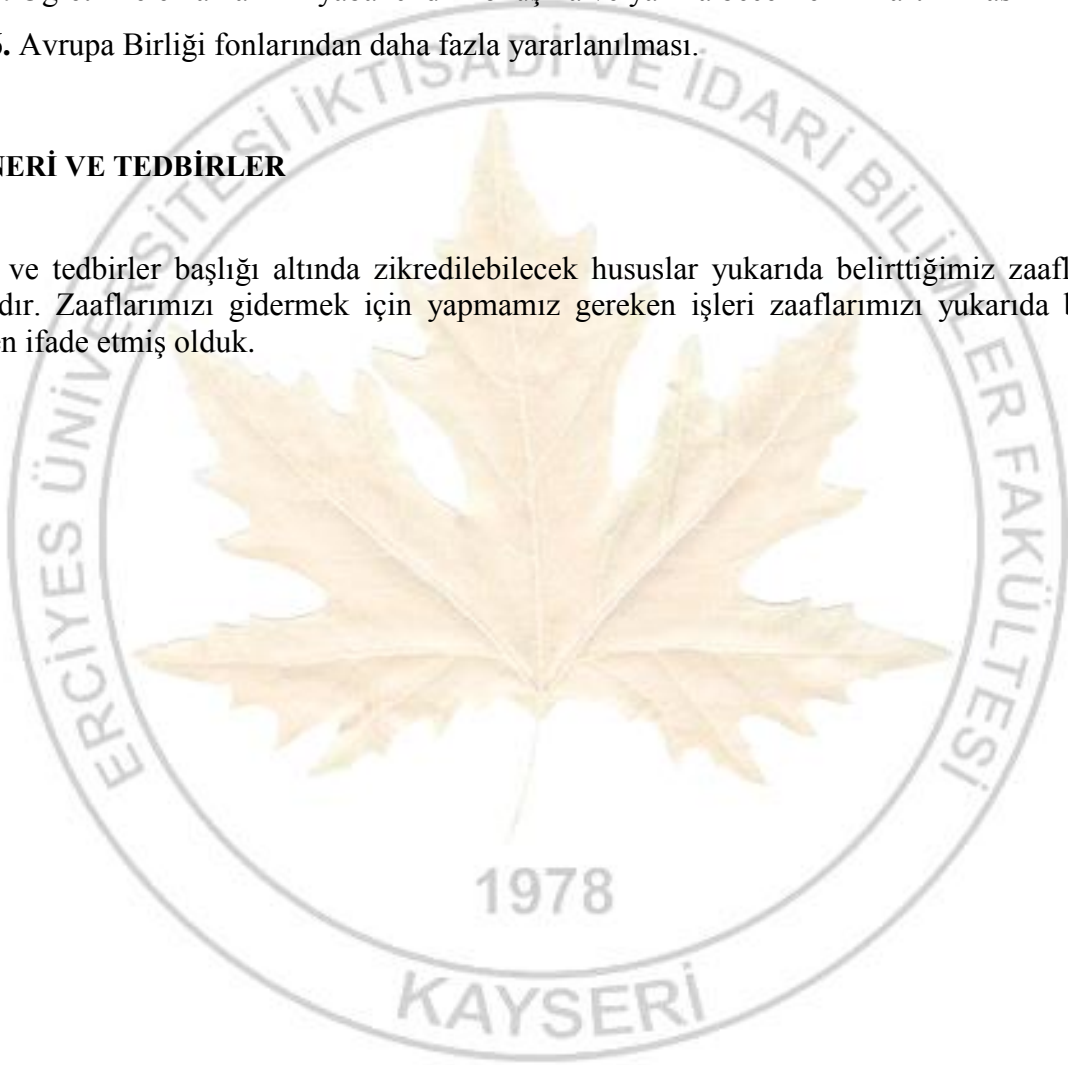 Avrupa Birliği fonlarından daha fazla yararlanılması.
NERİ VE TEDBİRLER
ve tedbirler başlığı altında zikredilebilecek hususlar yukarıda belirttiğimiz zaafl
dır. Zaaflarımızı gidermek için yapmamız gereken işleri zaaflarımızı yukarıda
en ifade etmiş olduk.
ERCİYES ÜNİVERSİTESİ İKTİSADİ VE İDARİ BİLİMLER FAKÜLTESİ
1978
KAYSERİ